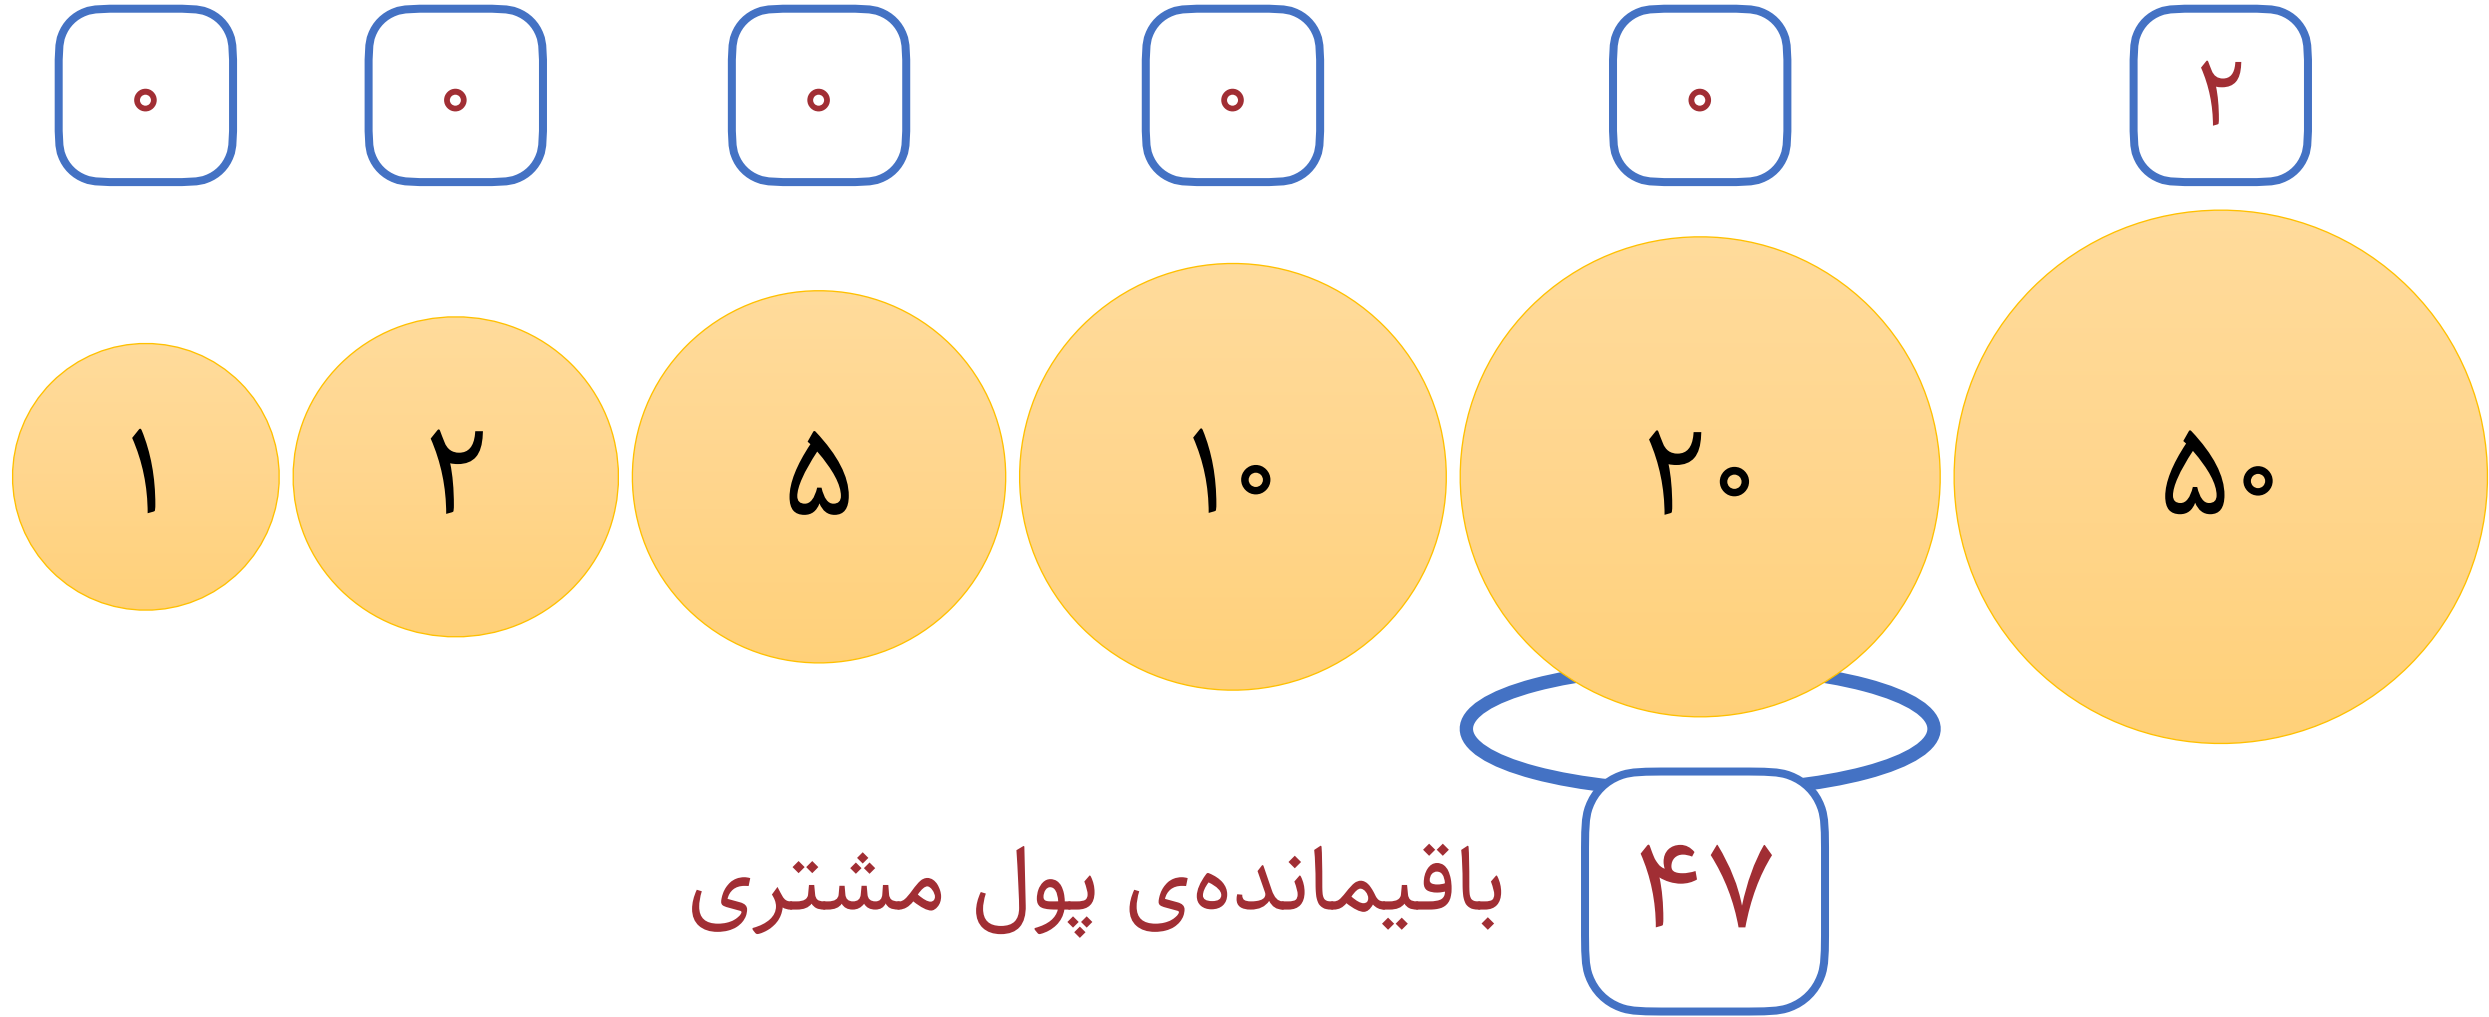 ۰ ۰ ۰ ۰ ۰ ۲
۱ ۲ ۵ ۱۰ ۲۰ ۵۰
۴۷
باقیمانده‌ی پول مشتری